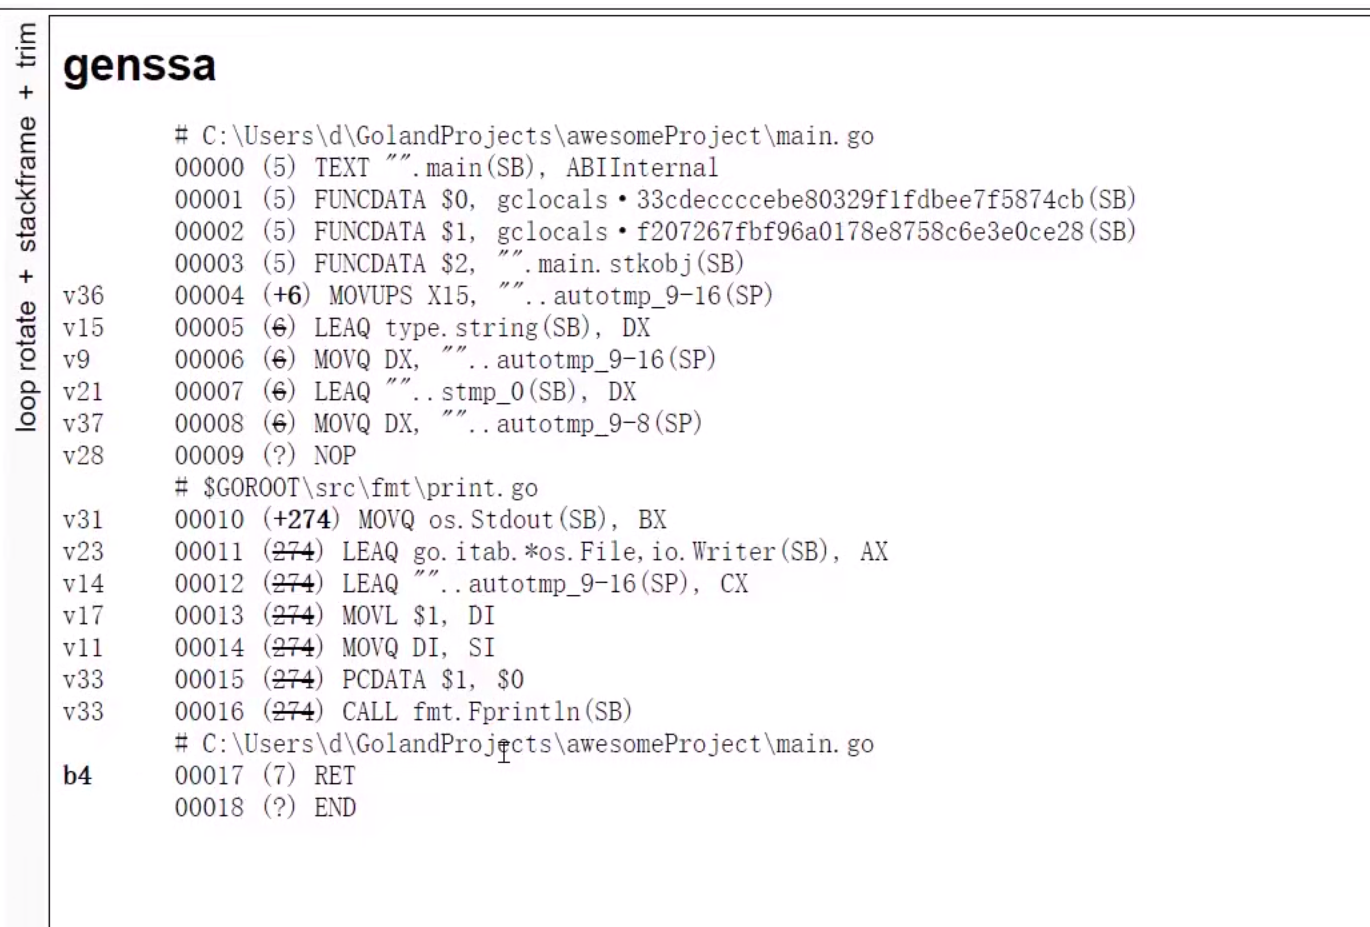 loop rotate + stackframe + trim
genssa
# C:\Users\d\GolandProjects\awesomeProject\main.go
00000 (5) TEXT "".main(SB), ABIInternal
00001 (5) FUNCDATA $0, gclocals·33cdeccccebe80329f1fdbee7f5874cb(SB)
00002 (5) FUNCDATA $1, gclocals·f207267fbf96a0178e8758c6e3e0ce28(SB)
00003 (5) FUNCDATA $2, "".main.stkobj(SB)
v36 00004 (+6) MOVUPS X15, ""..autotmp_9-16(SP)
v15 00005 (6) LEAQ type.string(SB), DX
v9 00006 (6) MOVQ DX, ""..autotmp_9-16(SP)
v21 00007 (6) LEAQ ""..stmp_0(SB), DX
v37 00008 (6) MOVQ DX, ""..autotmp_9-8(SP)
v28 00009 (?) NOP
# $GOROOT\src\fmt\print.go
v31 00010 (+274) MOVQ os.Stdout(SB), BX
v23 00011 (274) LEAQ go.itab.*os.File,io.Writer(SB), AX
v14 00012 (274) LEAQ ""..autotmp_9-16(SP), CX
v17 00013 (274) MOVL $1, DI
v11 00014 (274) MOVQ DI, SI
v33 00015 (274) PCDATA $1, $0
v33 00016 (274) CALL fmt.Fprintln(SB)
# C:\Users\d\GolandProjects\awesomeProject\main.go
b4 00017 (7) RET
00018 (?) END